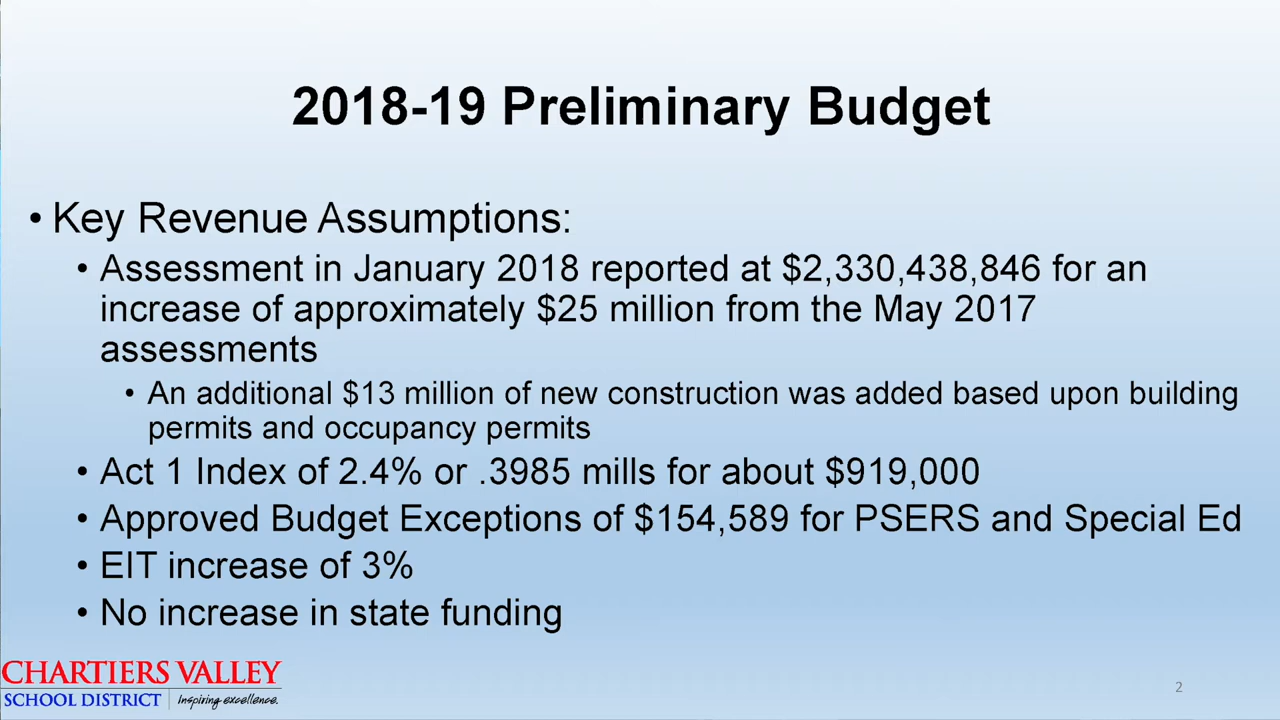 2018-19 Preliminary Budget
• Key Revenue Assumptions:
• Assessment in January 2018 reported at $2,330,438,846 for an
increase of approximately $25 million from the May 2017
assessments
• An additional $13 million of new construction was added based upon building
permits and occupancy permits
• Act 1 Index of 2.4% or .3985 mills for about $919,000
• Approved Budget Exceptions of $154,589 for PSERS and Special Ed
• EIT increase of 3%
• No increase in state funding
CHARTIERS VALLEY
SCHOOL DISTRICT Inspiring excellence.
2